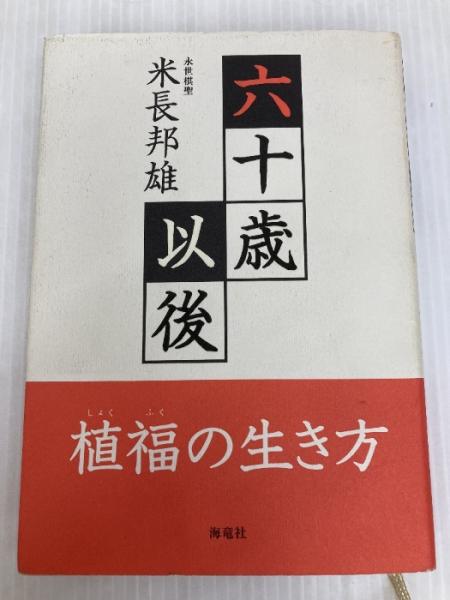 六十歳
以後
永世棋聖
米長邦雄
しょく ふく
植福の生き方
海竜社